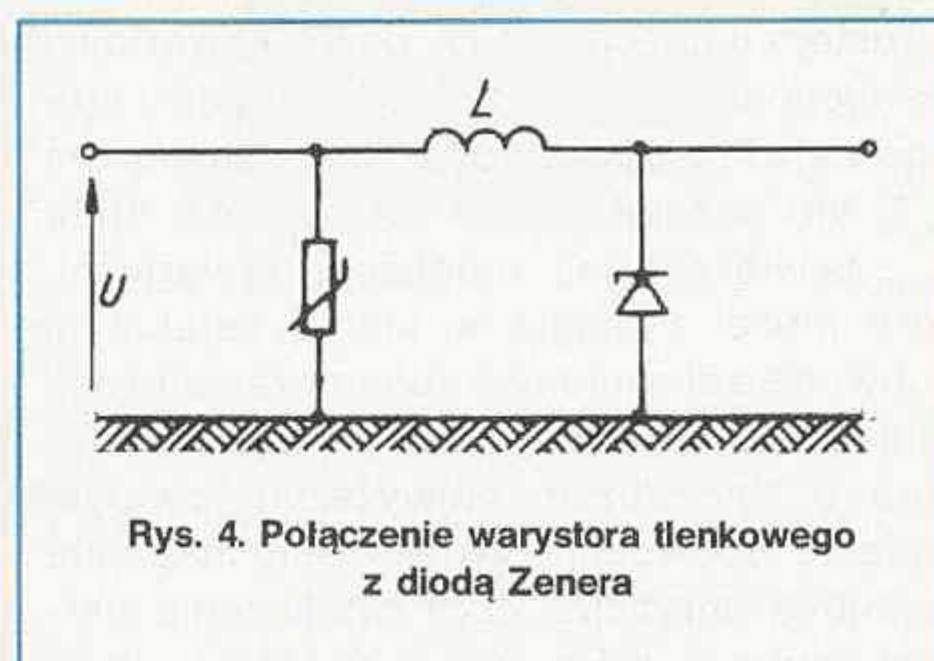 L
U
Rys. 4. Połączenie warystora tlenkowego
z diodą Zenera